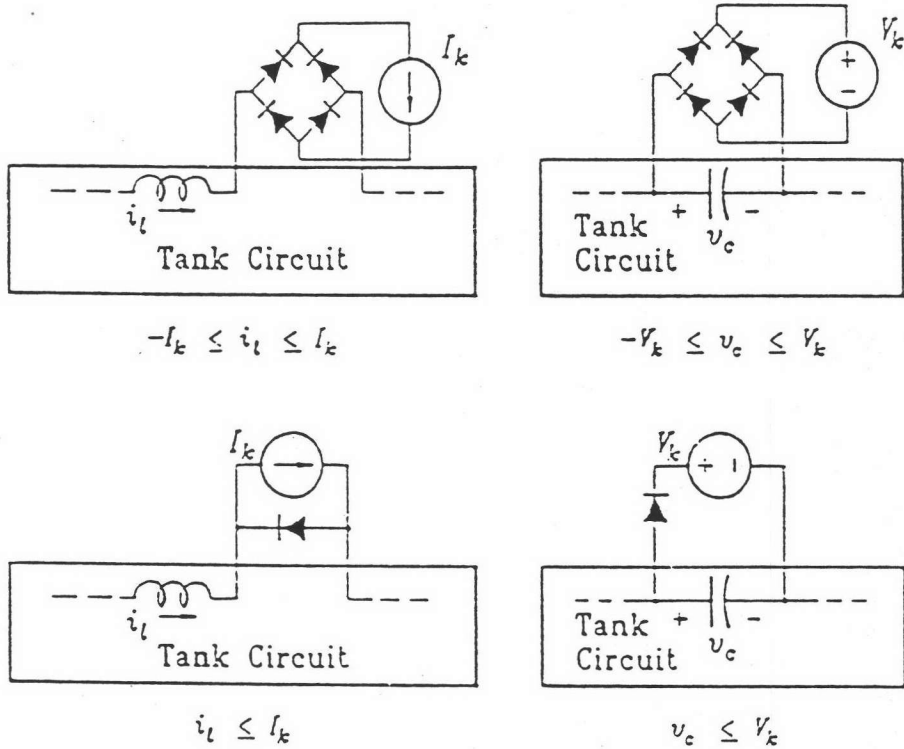 I_k
V_k
+
−
i_l
Tank Circuit
+ −
v_c
Tank
Circuit
-I_k ≤ i_l ≤ I_k
-V_k ≤ v_c ≤ V_k
I_k
V_k
+ −
i_l
Tank Circuit
+ −
v_c
Tank
Circuit
i_l ≤ I_k
v_c ≤ V_k